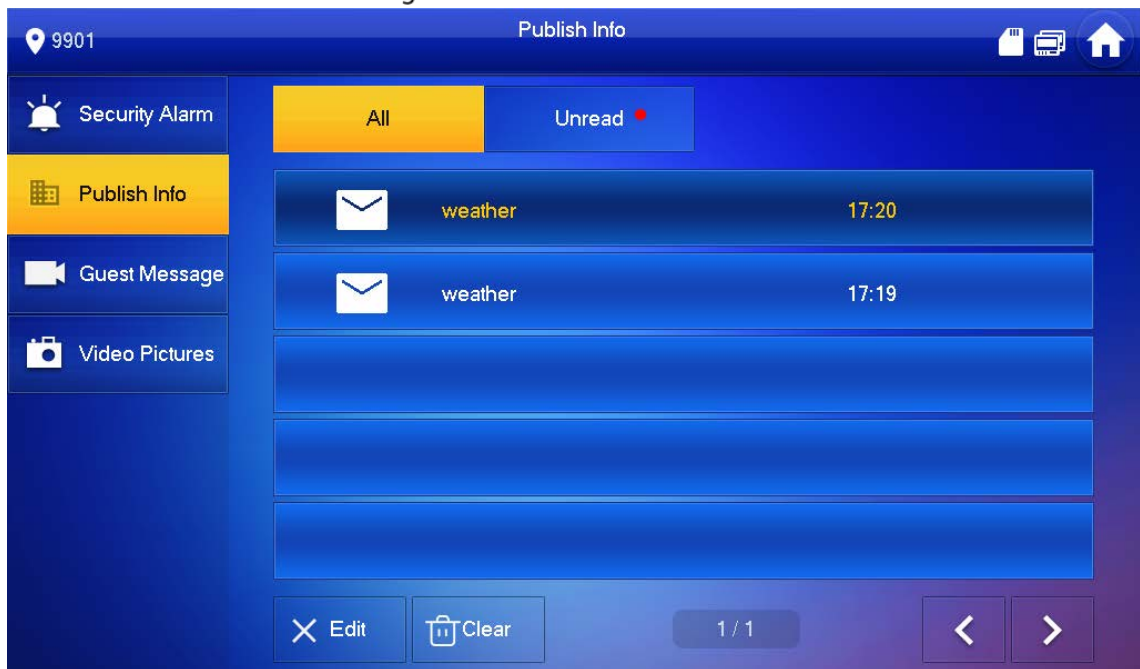 9901
Publish Info
Security Alarm
Publish Info
Guest Message
Video Pictures
All
Unread
weather 17:20
weather 17:19
Edit
Clear
1 / 1